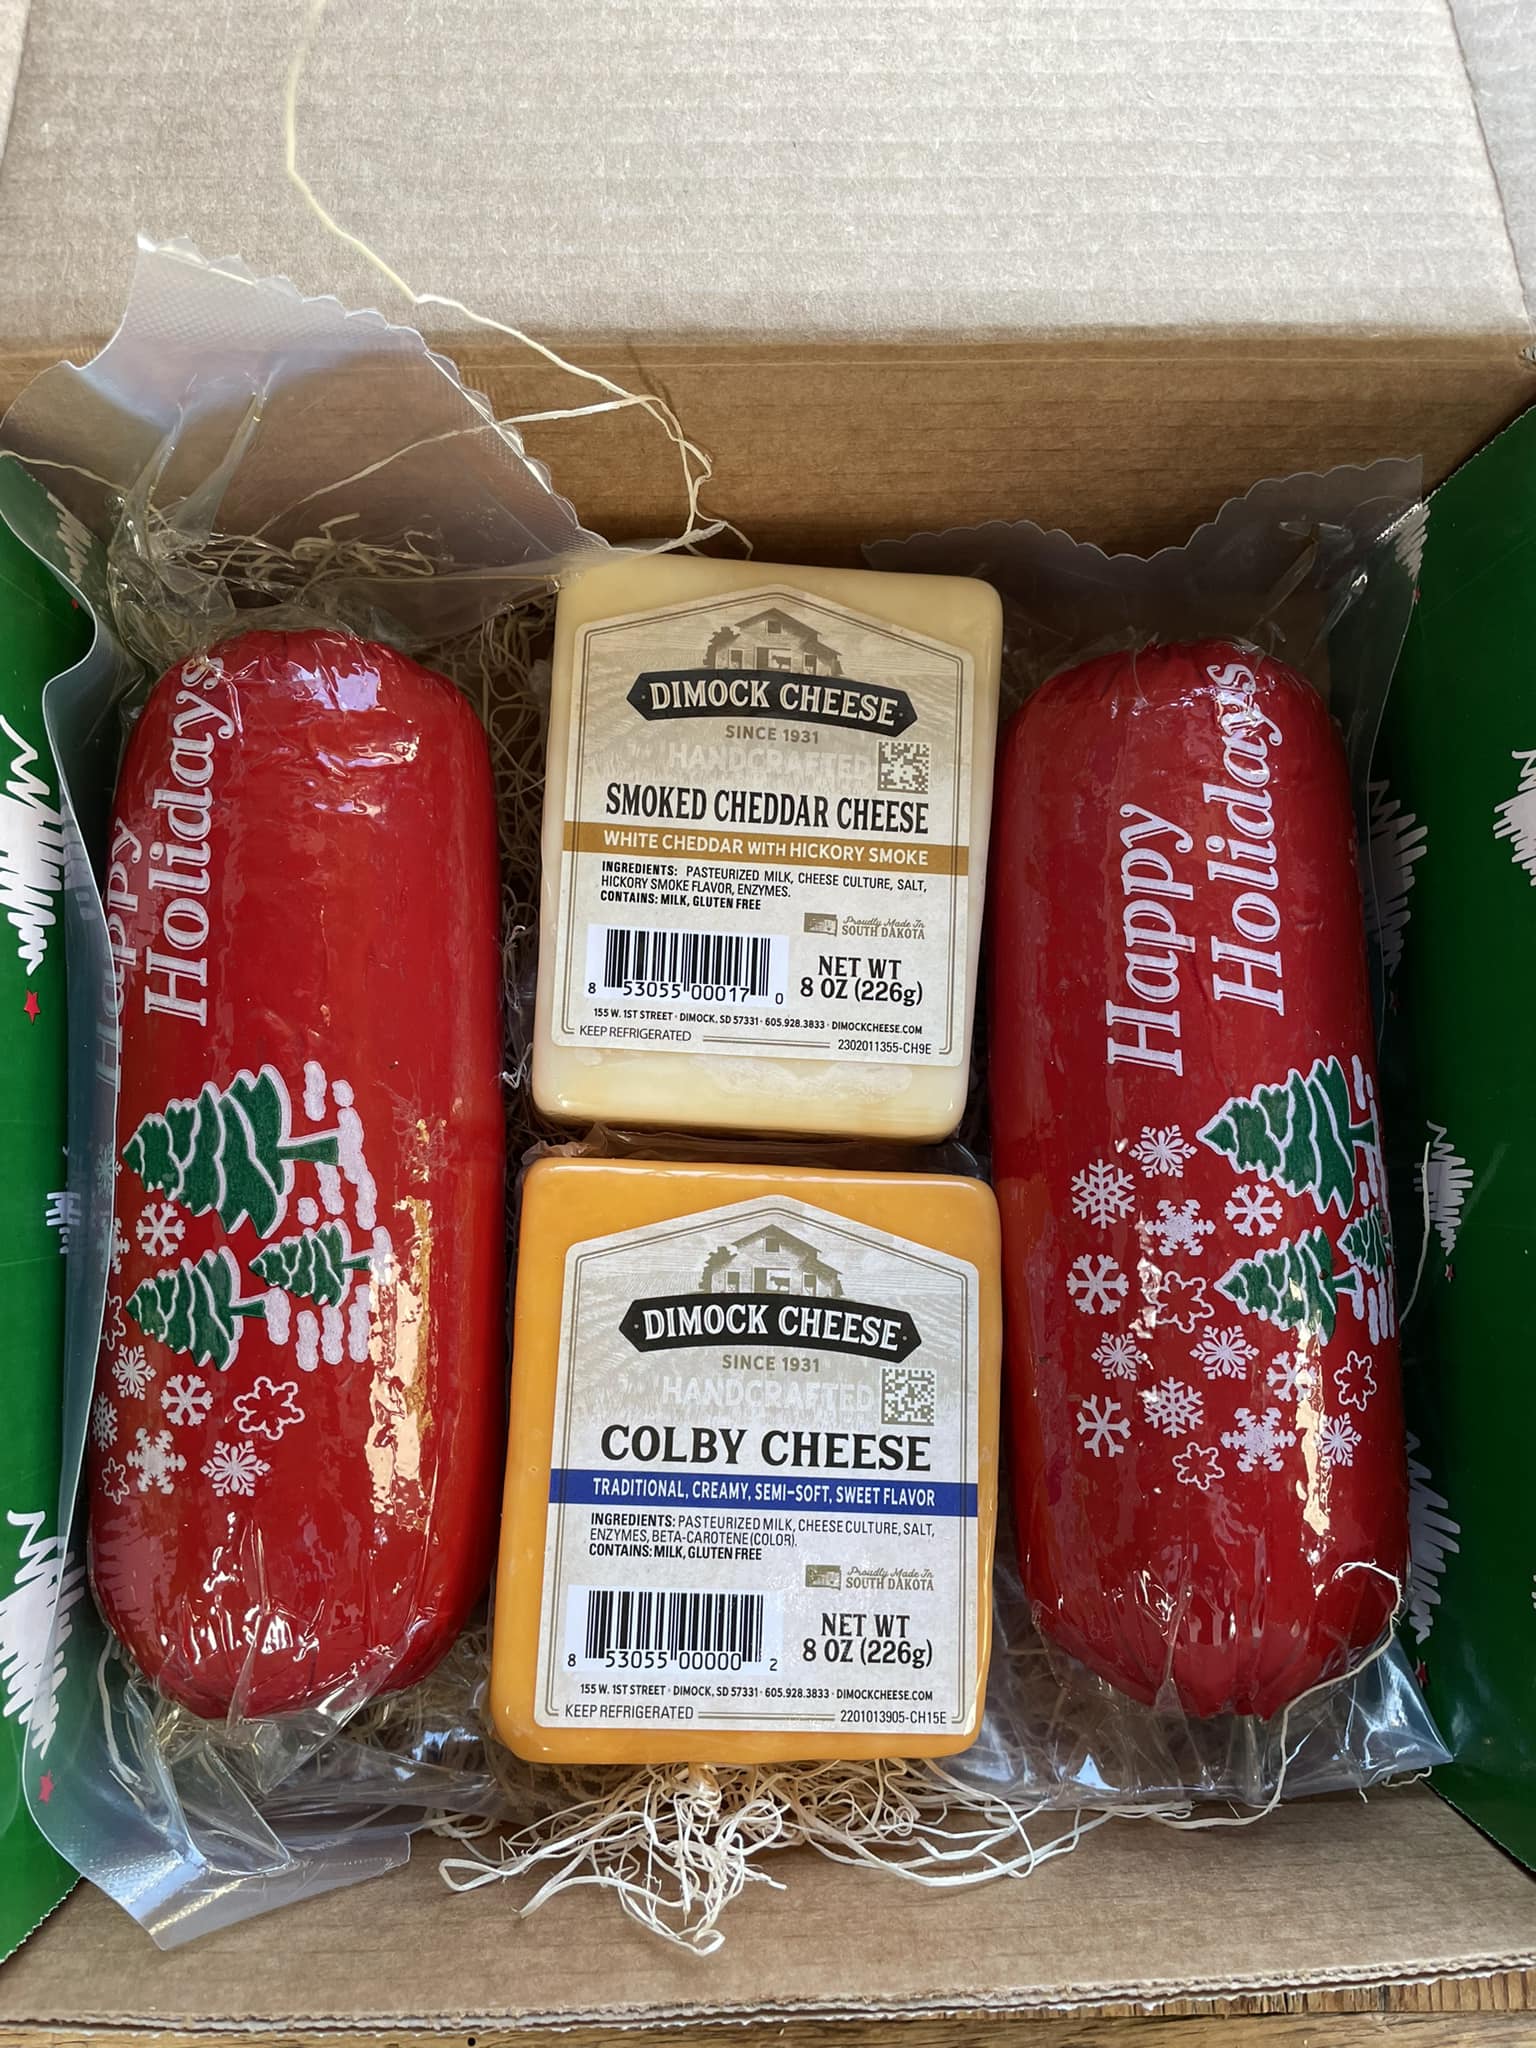 Happy
Holidays
DIMOCK CHEESE
SINCE 1931
HANDCRAFTED
SMOKED CHEDDAR CHEESE
WHITE CHEDDAR WITH HICKORY SMOKE
INGREDIENTS: PASTEURIZED MILK, CHEESE CULTURE, SALT,
HICKORY SMOKE FLAVOR, ENZYMES.
CONTAINS: MILK, GLUTEN FREE
Proudly Made In
SOUTH DAKOTA
8 53055 00017 0
NET WT
8 OZ (226g)
155 W. 1ST STREET · DIMOCK, SD 57331 · 605.928.3833 · DIMOCKCHEESE.COM
KEEP REFRIGERATED
2302011355-CH9E
DIMOCK CHEESE
SINCE 1931
HANDCRAFTED
COLBY CHEESE
TRADITIONAL, CREAMY, SEMI-SOFT, SWEET FLAVOR
INGREDIENTS: PASTEURIZED MILK, CHEESE CULTURE, SALT,
ENZYMES, BETA-CAROTENE (COLOR).
CONTAINS: MILK, GLUTEN FREE
Proudly Made In
SOUTH DAKOTA
8 53055 00000 2
NET WT
8 OZ (226g)
155 W. 1ST STREET · DIMOCK, SD 57331 · 605.928.3833 · DIMOCKCHEESE.COM
KEEP REFRIGERATED
2201013905-CH15E
Happy
Holidays